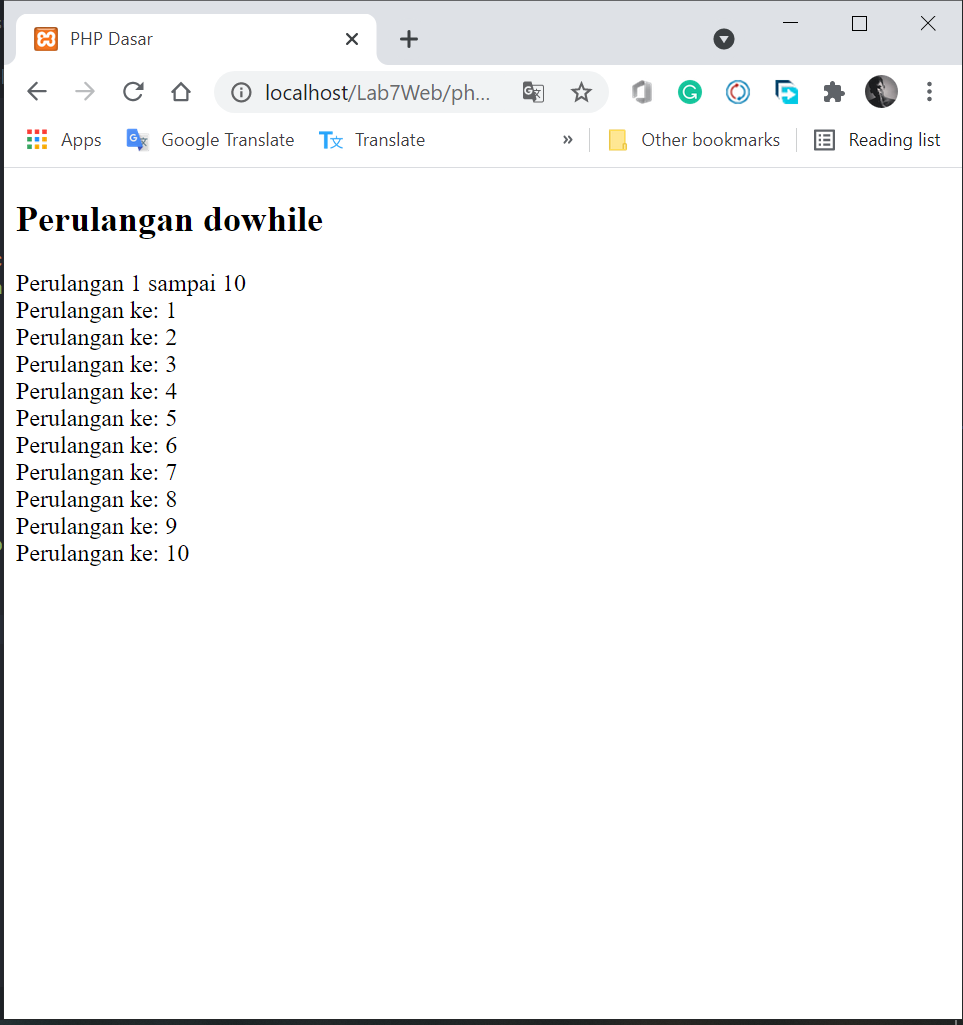 PHP Dasar
localhost/Lab7Web/ph...
Apps Google Translate Translate » Other bookmarks Reading list
Perulangan dowhile
Perulangan 1 sampai 10
Perulangan ke: 1
Perulangan ke: 2
Perulangan ke: 3
Perulangan ke: 4
Perulangan ke: 5
Perulangan ke: 6
Perulangan ke: 7
Perulangan ke: 8
Perulangan ke: 9
Perulangan ke: 10